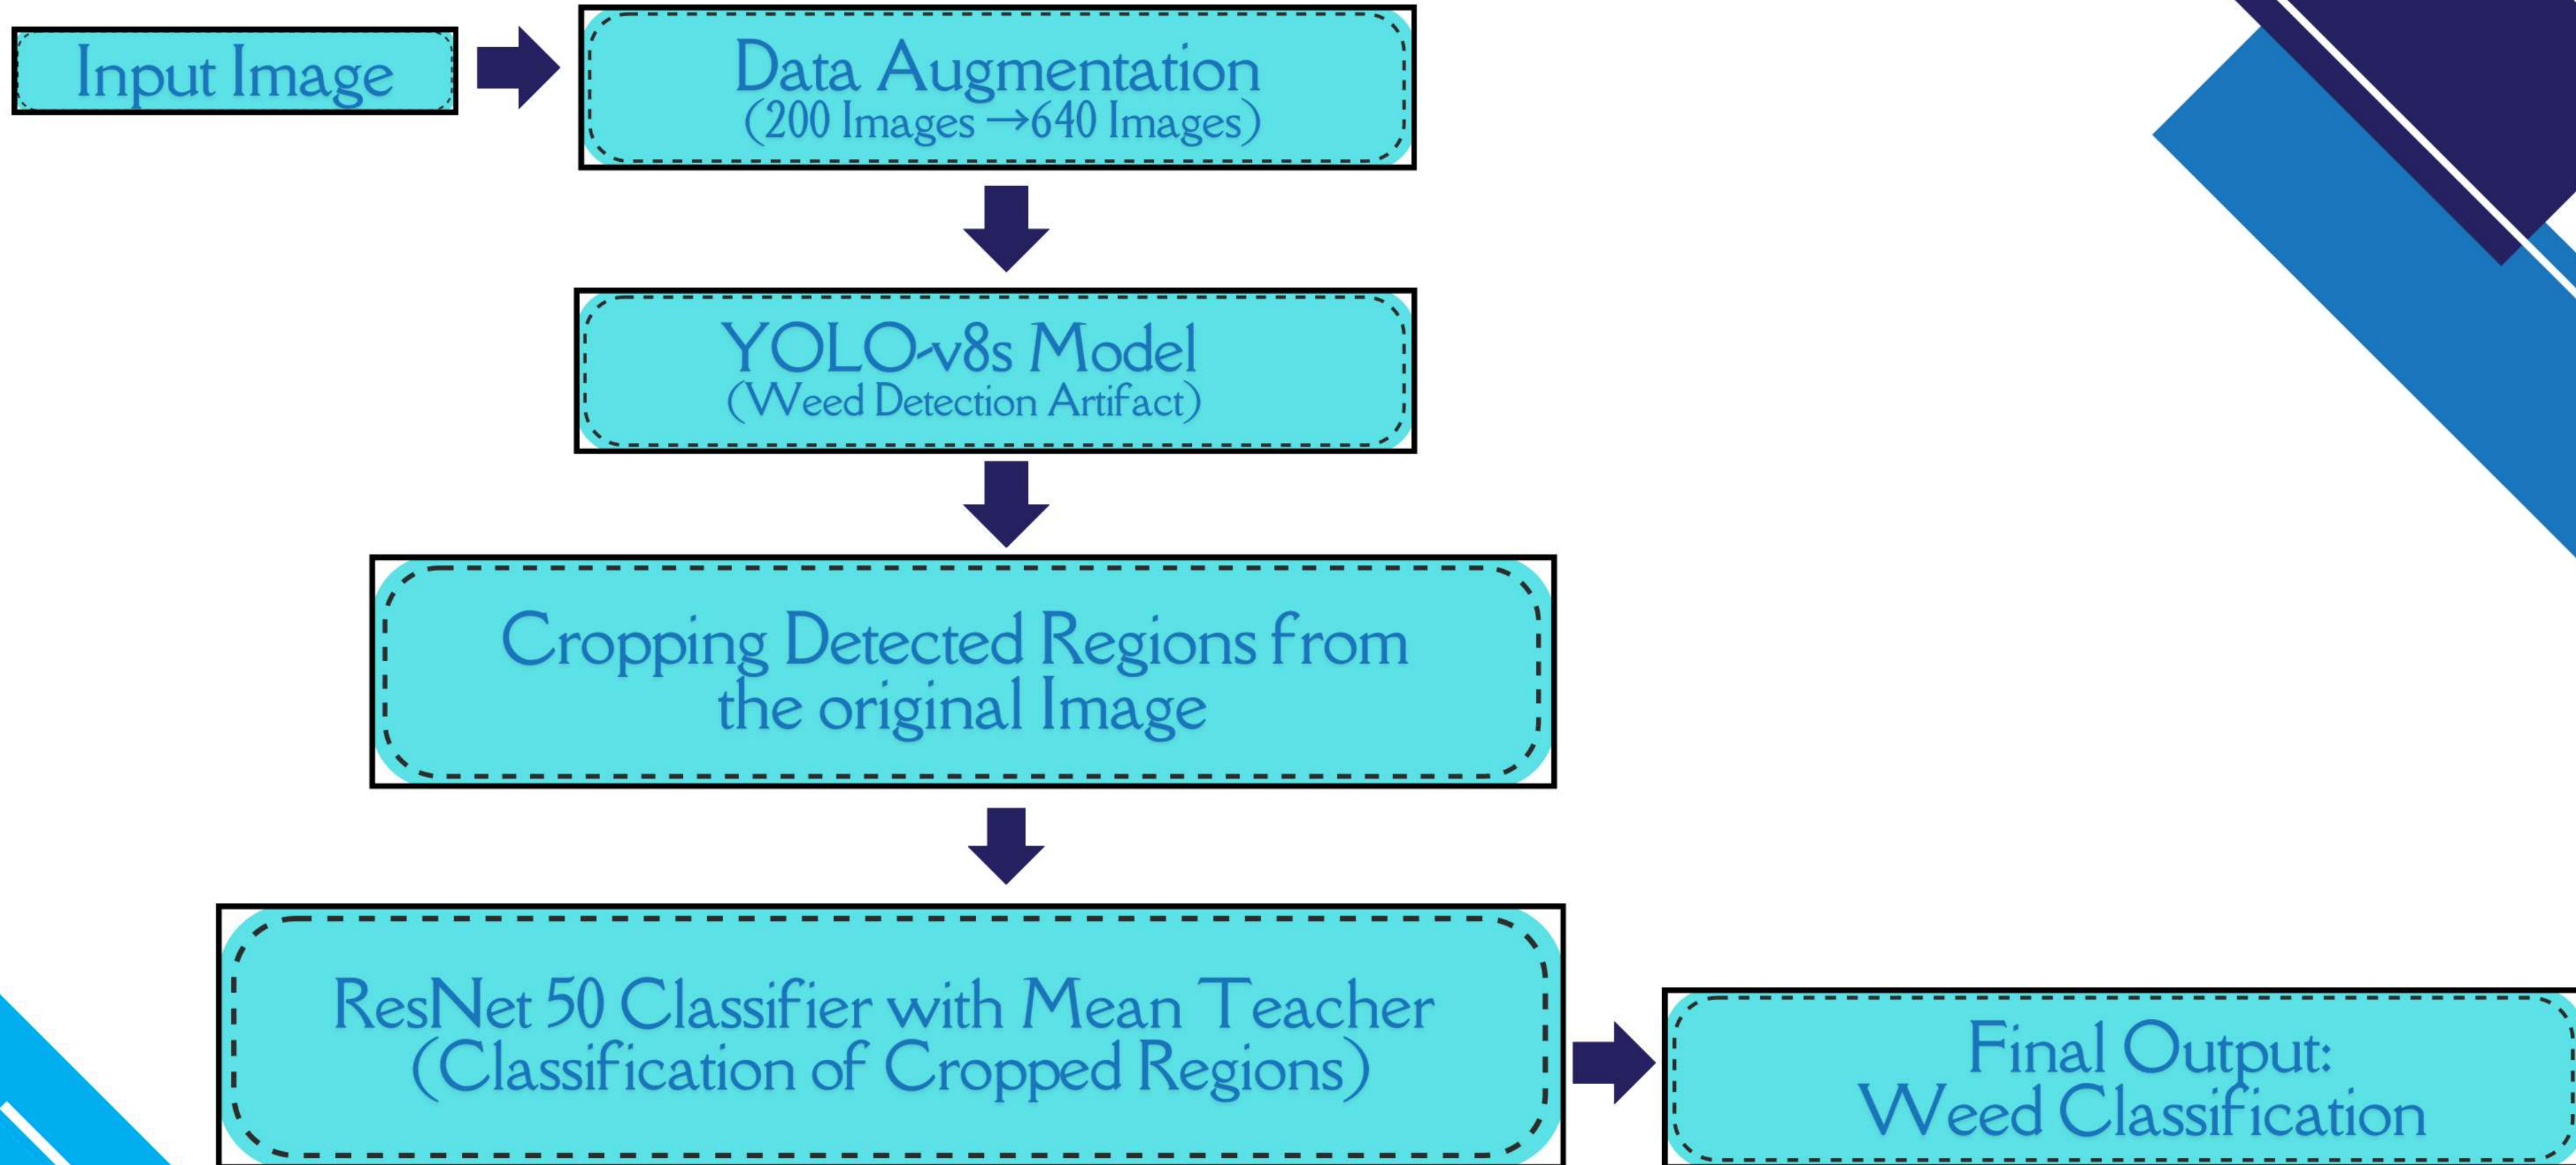 Input Image
Data Augmentation
(200 Images →640 Images)
YOLO-v8s Model
(Weed Detection Artifact)
Cropping Detected Regions from
the original Image
ResNet 50 Classifier with Mean Teacher
(Classification of Cropped Regions)
Final Output:
Weed Classification